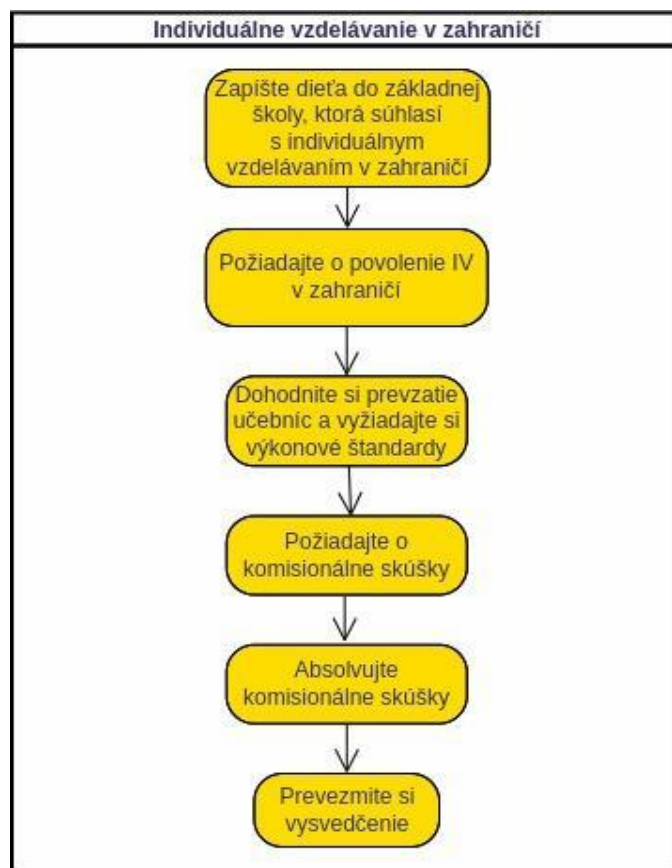 Individuálne vzdelávanie v zahraničí
Zapíšte dieťa do základnej
školy, ktorá súhlasí
s individuálnym
vzdelávaním v zahraničí
Požiadajte o povolenie IV
v zahraničí
Dohodnite si prevzatie
učebníc a vyžiadajte si
výkonové štandardy
Požiadajte o
komisionálne skúšky
Absolvujte
komisionálne skúšky
Prevezmite si
vysvedčenie